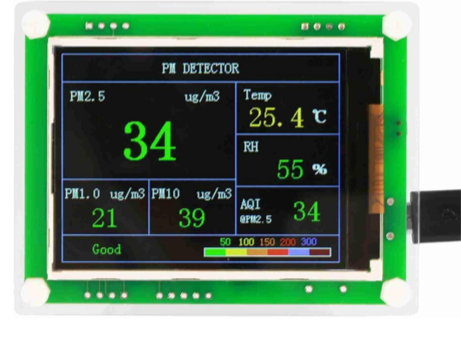 PM DETECTOR
PM2.5 ug/m3
34
Temp
25.4 ℃
RH
55 %
PM1.0 ug/m3
21
PM10 ug/m3
39
AQI
@PM2.5
34
Good
50 100 150 200 300